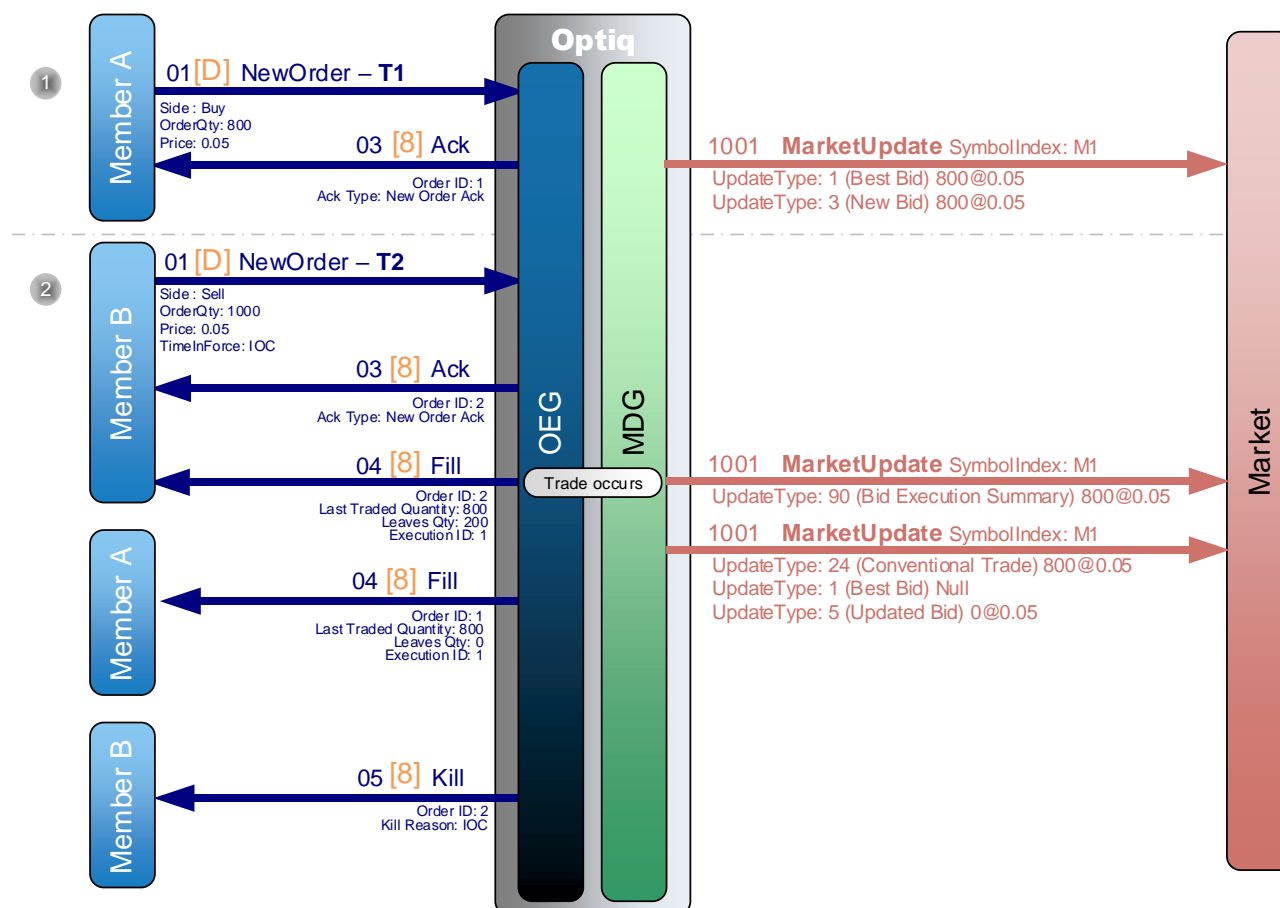 Optiq
1
Member A
01 [D] NewOrder – T1
Side : Buy
OrderQty: 800
Price: 0.05
03 [8] Ack
Order ID: 1
Ack Type: New Order Ack
1001 MarketUpdate SymbolIndex: M1
UpdateType: 1 (Best Bid) 800@0.05
UpdateType: 3 (New Bid) 800@0.05
2
Member B
01 [D] NewOrder – T2
Side : Sell
OrderQty: 1000
Price: 0.05
TimeInForce: IOC
03 [8] Ack
Order ID: 2
Ack Type: New Order Ack
OEG
MDG
Market
04 [8] Fill
Order ID: 2
Last Traded Quantity: 800
Leaves Qty: 200
Execution ID: 1
Trade occurs
1001 MarketUpdate SymbolIndex: M1
UpdateType: 90 (Bid Execution Summary) 800@0.05
1001 MarketUpdate SymbolIndex: M1
UpdateType: 24 (Conventional Trade) 800@0.05
UpdateType: 1 (Best Bid) Null
UpdateType: 5 (Updated Bid) 0@0.05
Member A
04 [8] Fill
Order ID: 1
Last Traded Quantity: 800
Leaves Qty: 0
Execution ID: 1
Member B
05 [8] Kill
Order ID: 2
Kill Reason: IOC